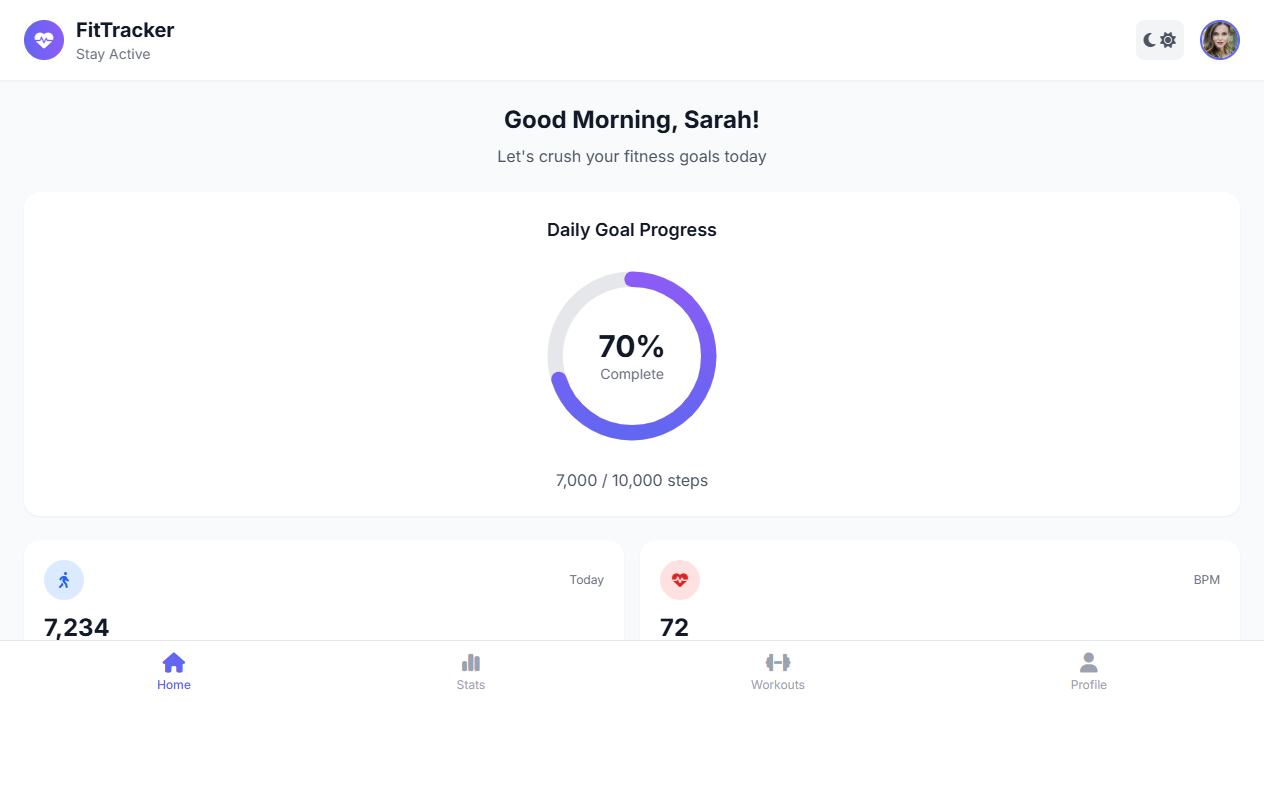 FitTracker
Stay Active
Good Morning, Sarah!
Let's crush your fitness goals today
Daily Goal Progress
70%
Complete
7,000 / 10,000 steps
Today
7,234
BPM
72
Home
Stats
Workouts
Profile